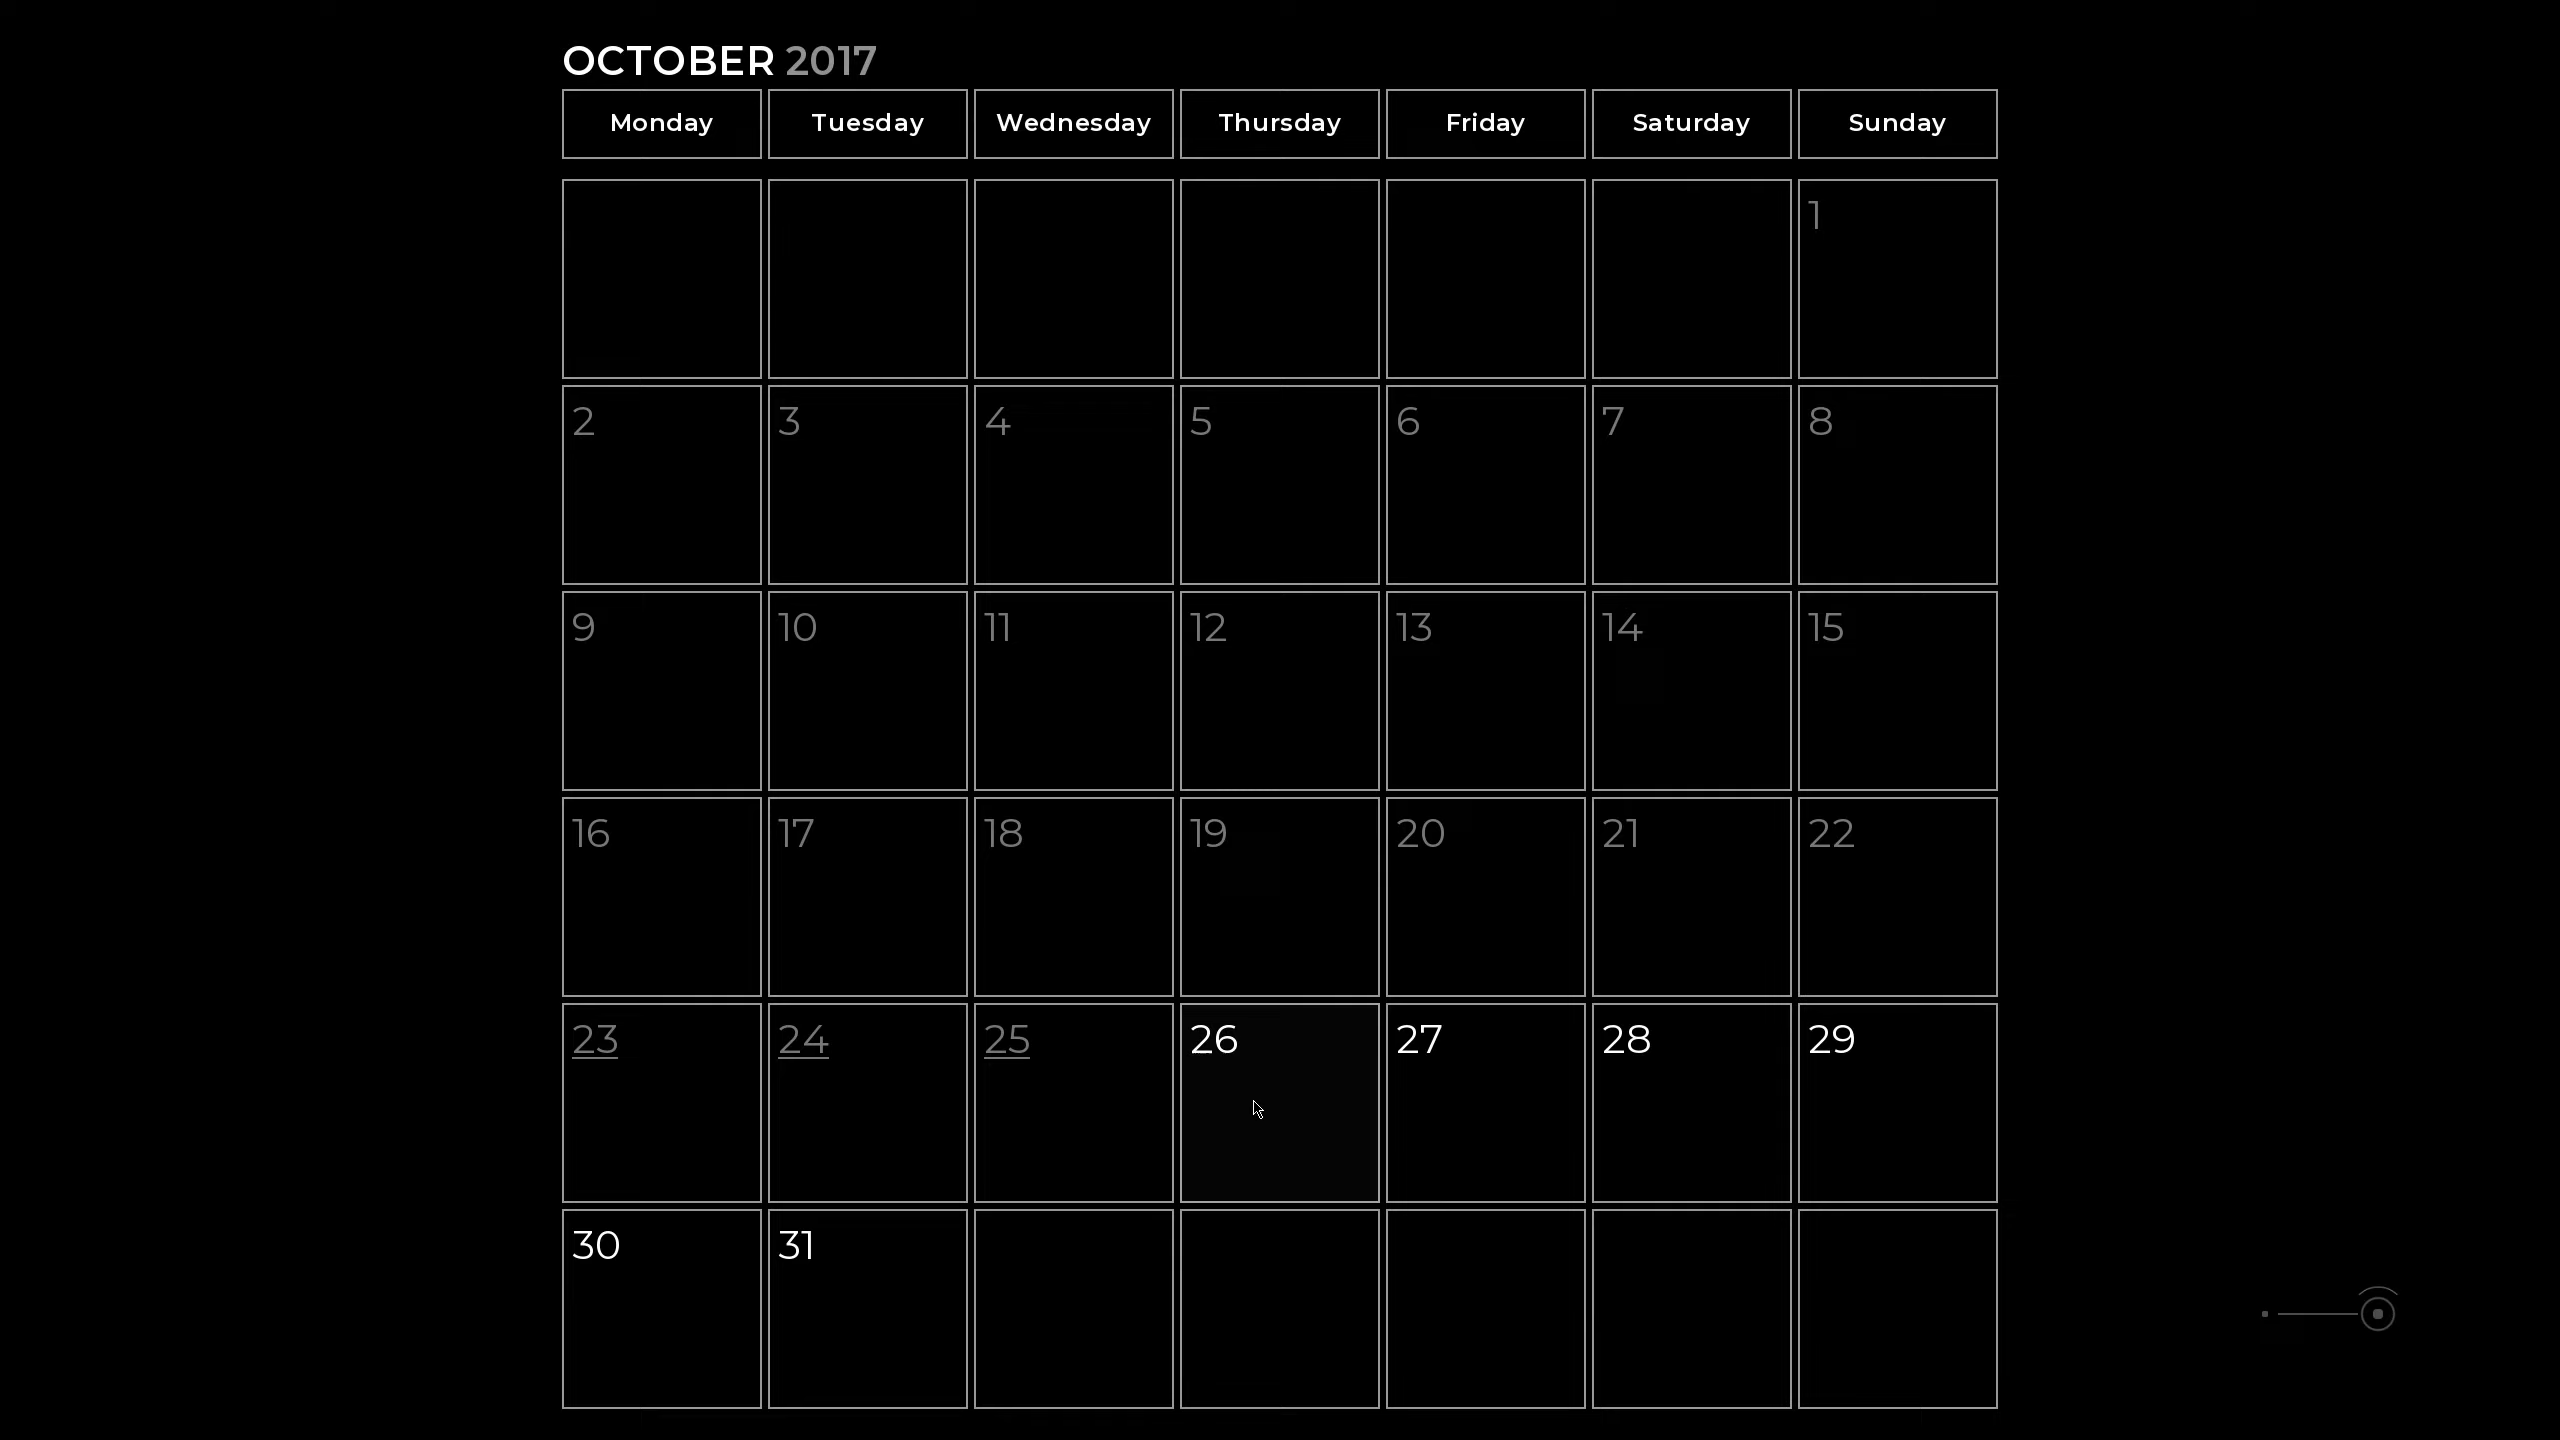 OCTOBER 2017
Monday Tuesday Wednesday Thursday Friday Saturday Sunday
1
2 3 4 5 6 7 8
9 10 11 12 13 14 15
16 17 18 19 20 21 22
23 24 25 26 27 28 29
30 31